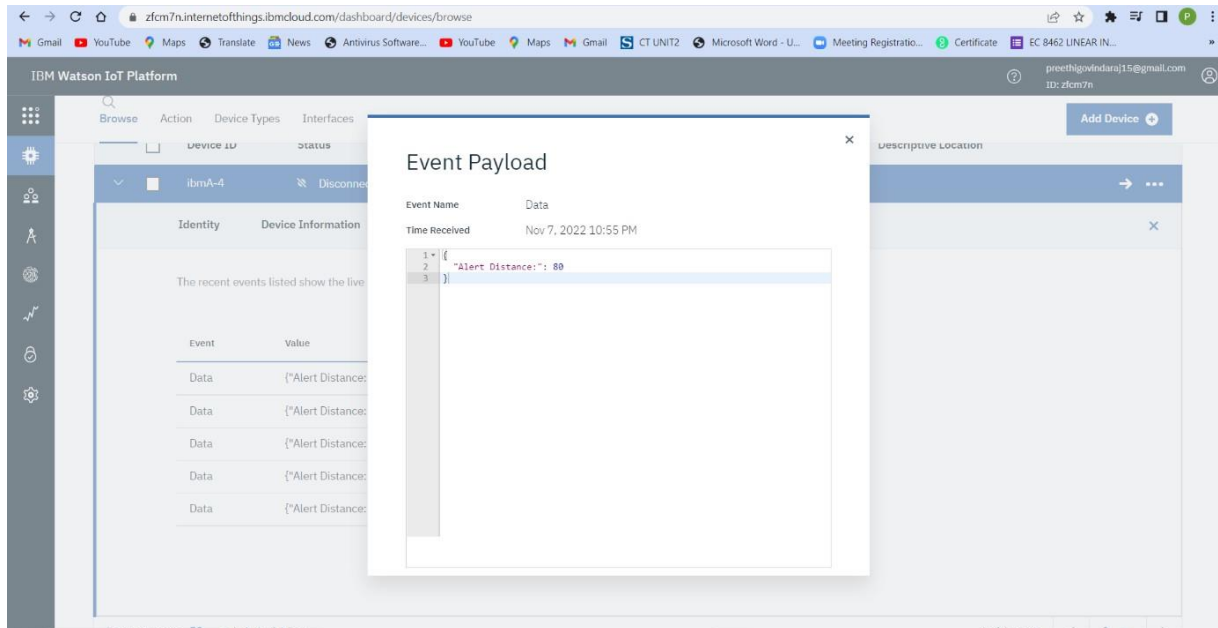 zfcm7n.internetofthings.ibmcloud.com/dashboard/devices/browse
P
Gmail YouTube Maps Translate News Antivirus Software... YouTube Maps Gmail CT UNIT2 Microsoft Word - U... Meeting Registratio... Certificate EC 8462 LINEAR IN... »
IBM Watson IoT Platform
preethigovindaraj15@gmail.com
ID: zfcm7n
Browse Action Device Types Interfaces
Add Device
Device ID Status Descriptive Location
ibmA-4 Disconnec
Identity Device Information
The recent events listed show the live
Event Value
Data {"Alert Distance:
Data {"Alert Distance:
Data {"Alert Distance:
Data {"Alert Distance:
Data {"Alert Distance:
Event Payload
Event Name Data
Time Received Nov 7, 2022 10:55 PM
1 {
2 "Alert Distance:": 80
3 }